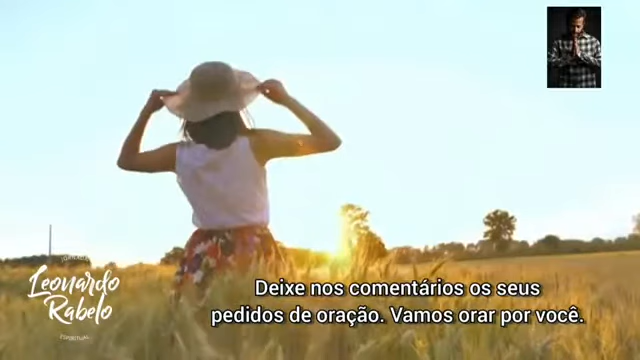 Leonardo
Rabelo
Deixe nos comentários os seus
pedidos de oração. Vamos orar por você.